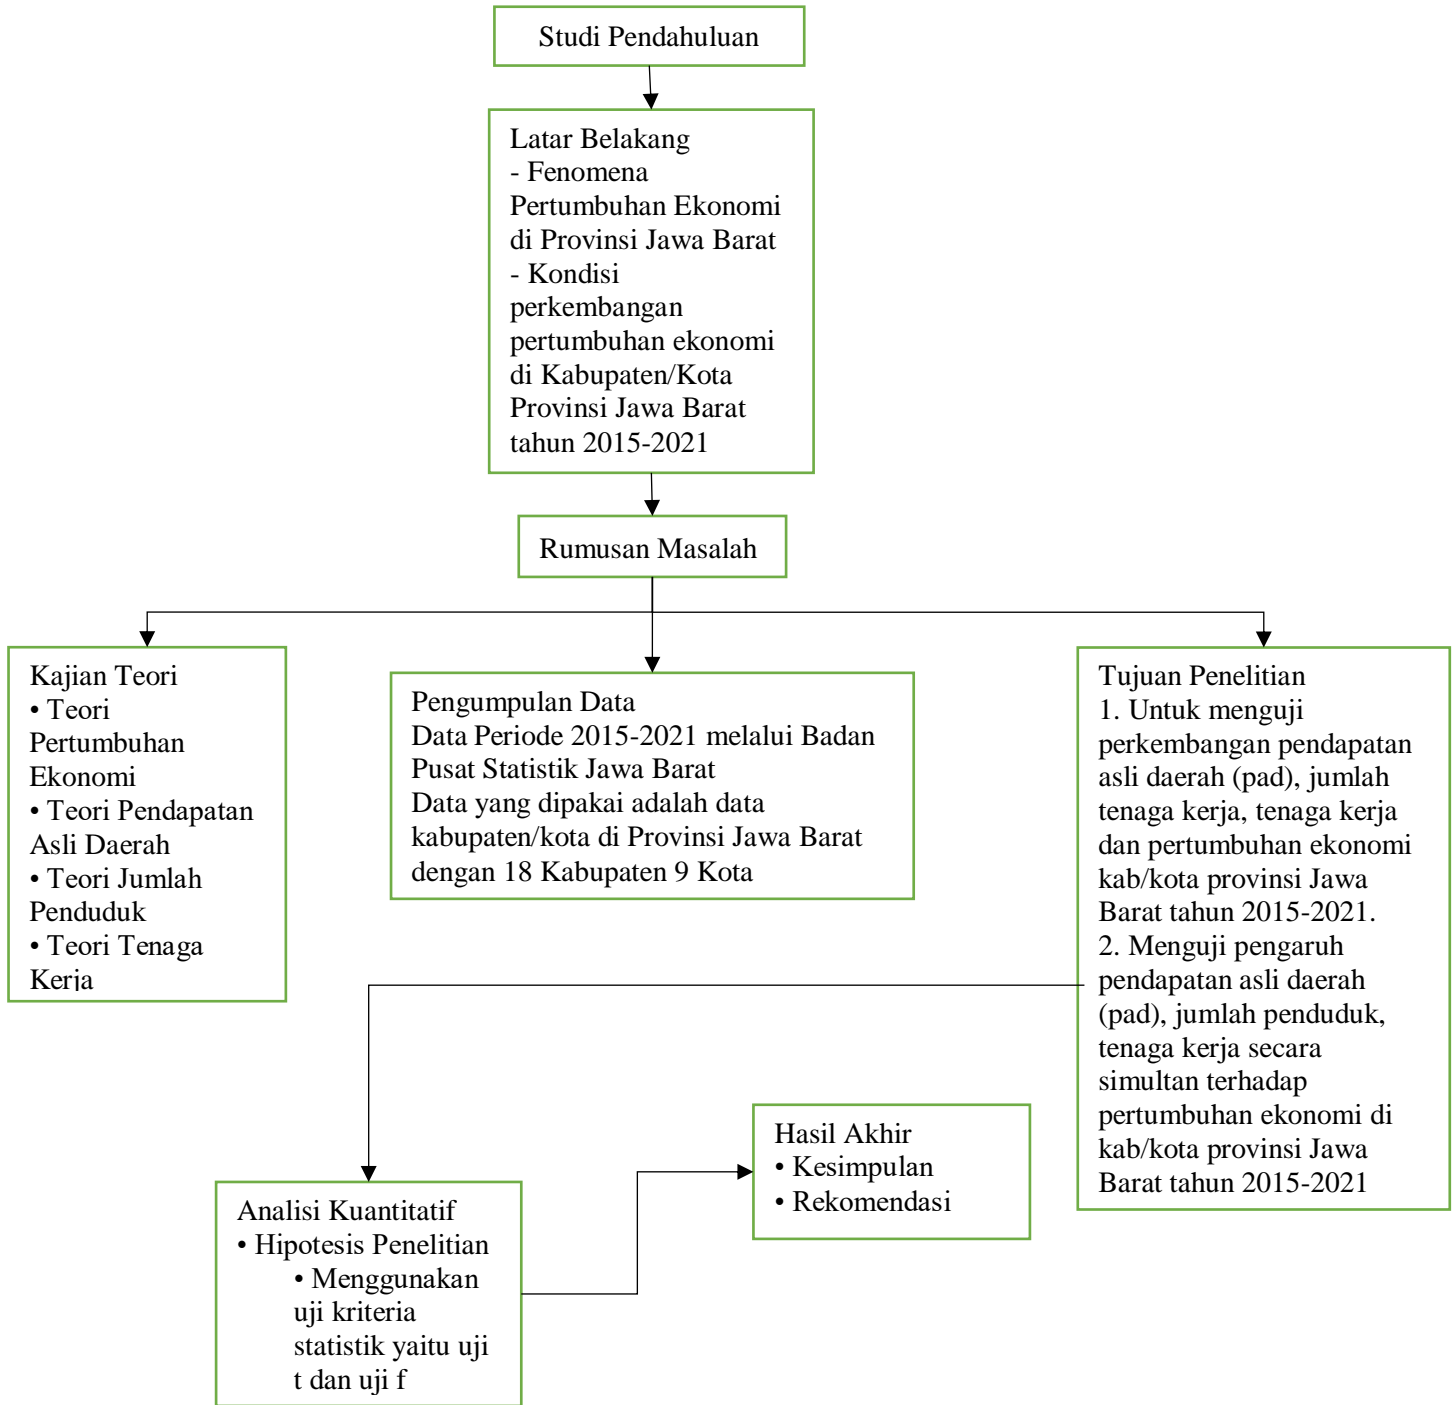 Studi Pendahuluan
Latar Belakang
- Fenomena
Pertumbuhan Ekonomi
di Provinsi Jawa Barat
- Kondisi
perkembangan
pertumbuhan ekonomi
di Kabupaten/Kota
Provinsi Jawa Barat
tahun 2015-2021
Rumusan Masalah
Kajian Teori
• Teori
Pertumbuhan
Ekonomi
• Teori Pendapatan
Asli Daerah
• Teori Jumlah
Penduduk
• Teori Tenaga
Kerja
Pengumpulan Data
Data Periode 2015-2021 melalui Badan
Pusat Statistik Jawa Barat
Data yang dipakai adalah data
kabupaten/kota di Provinsi Jawa Barat
dengan 18 Kabupaten 9 Kota
Tujuan Penelitian
1. Untuk menguji
perkembangan pendapatan
asli daerah (pad), jumlah
tenaga kerja, tenaga kerja
dan pertumbuhan ekonomi
kab/kota provinsi Jawa
Barat tahun 2015-2021.
2. Menguji pengaruh
pendapatan asli daerah
(pad), jumlah penduduk,
tenaga kerja secara
simultan terhadap
pertumbuhan ekonomi di
kab/kota provinsi Jawa
Barat tahun 2015-2021
Analisi Kuantitatif
• Hipotesis Penelitian
• Menggunakan
uji kriteria
statistik yaitu uji
t dan uji f
Hasil Akhir
• Kesimpulan
• Rekomendasi